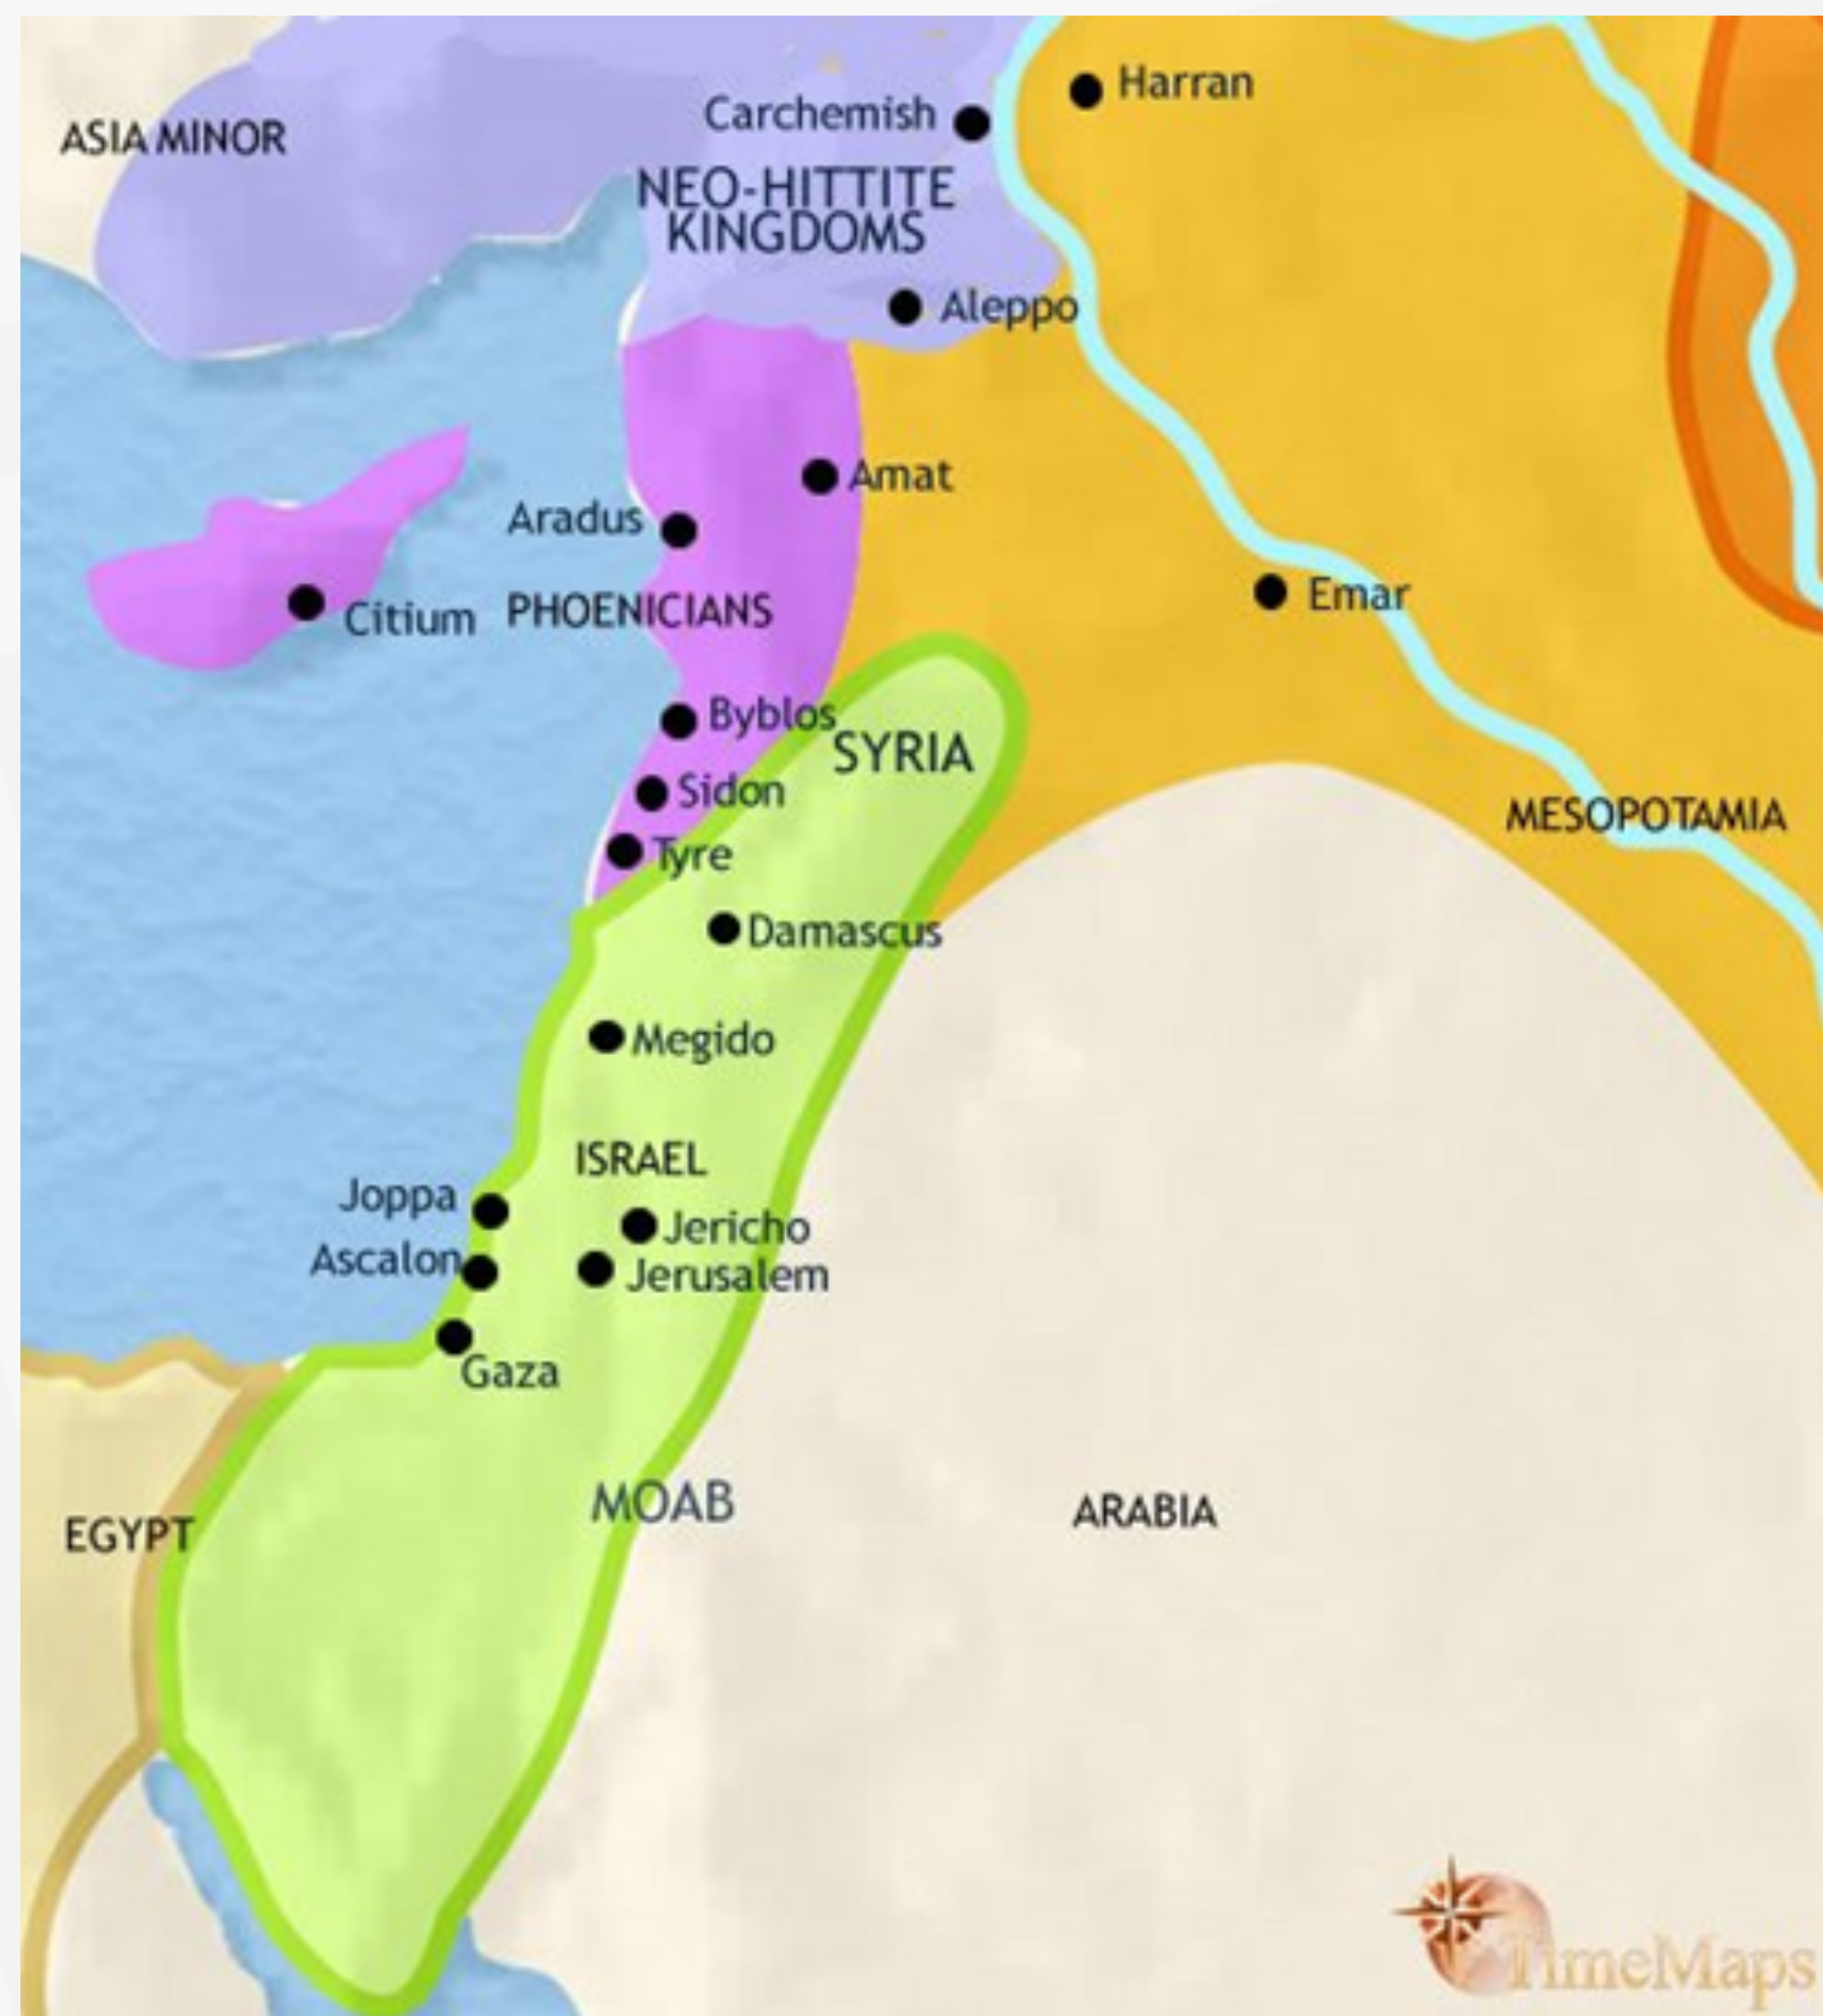 Harran
Carchemish
ASIA MINOR
NEO-HITTITE
KINGDOMS
Aleppo
Amat
Aradus
Emar
Citium
PHOENICIANS
Byblos
SYRIA
Sidon
MESOPOTAMIA
Tyre
Damascus
Megido
ISRAEL
Joppa
Jericho
Ascalon
Jerusalem
Gaza
MOAB
ARABIA
EGYPT
TimeMaps